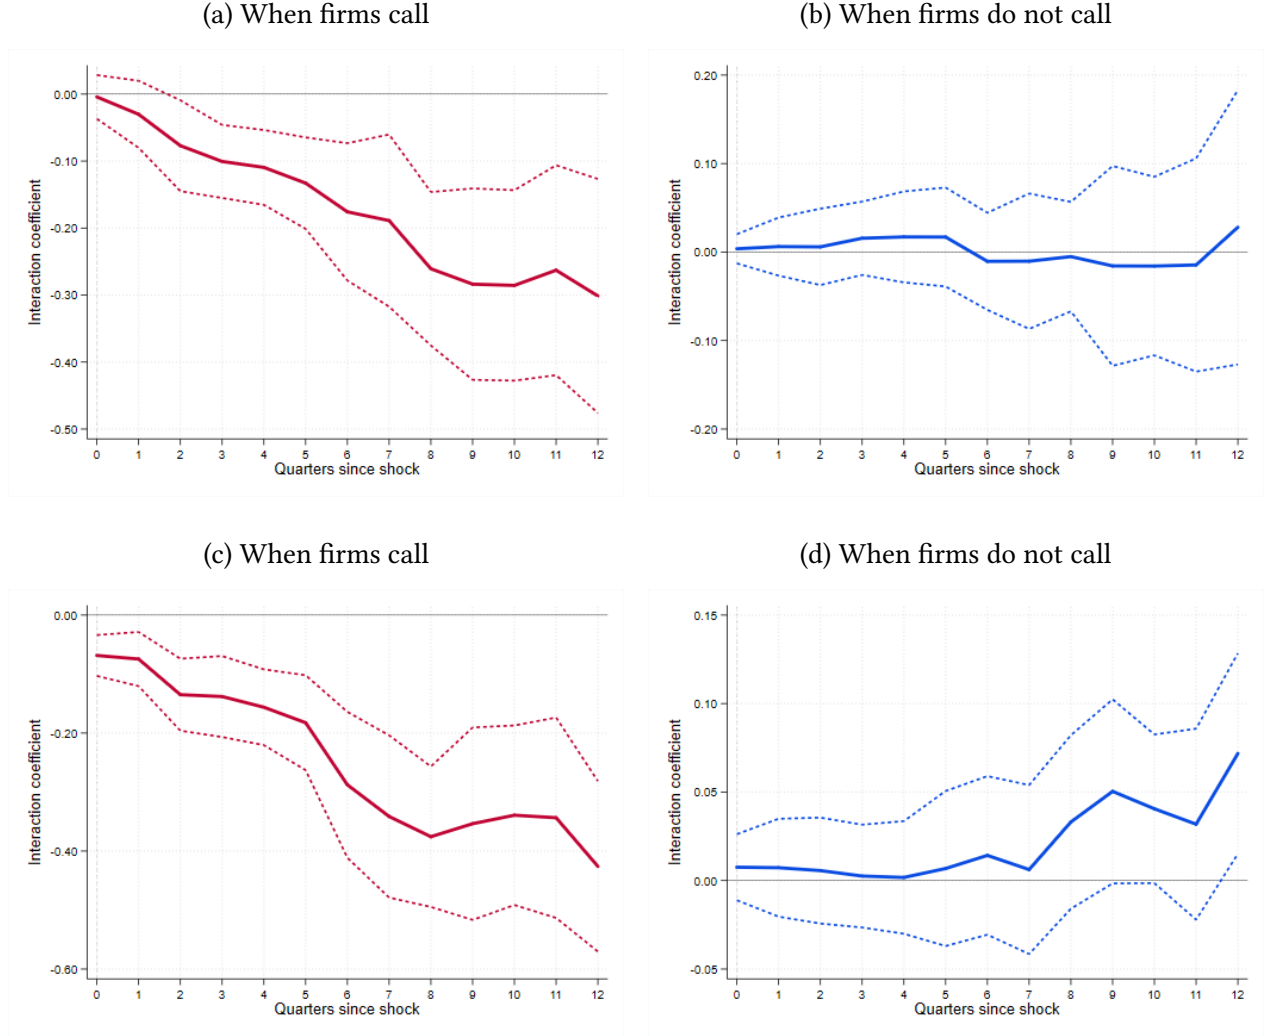 (a) When firms call
(b) When firms do not call
Interaction coefficient
0.00
-0.10
-0.20
-0.30
-0.40
-0.50
0 1 2 3 4 5 6 7 8 9 10 11 12
Quarters since shock
Interaction coefficient
0.20
0.10
0.00
-0.10
-0.20
0 1 2 3 4 5 6 7 8 9 10 11 12
Quarters since shock
(c) When firms call
(d) When firms do not call
Interaction coefficient
0.00
-0.20
-0.40
-0.60
0 1 2 3 4 5 6 7 8 9 10 11 12
Quarters since shock
Interaction coefficient
0.15
0.10
0.05
0.00
-0.05
0 1 2 3 4 5 6 7 8 9 10 11 12
Quarters since shock